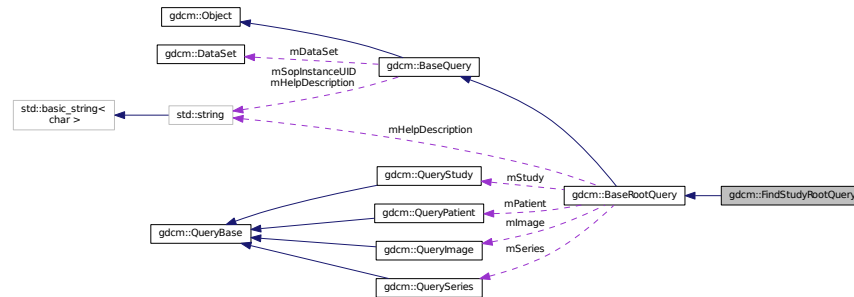 gdcm::Object
gdcm::DataSet
mDataSet
gdcm::BaseQuery
mSopInstanceUID
mHelpDescription
std::basic_string<
char >
std::string
mHelpDescription
gdcm::QueryStudy
mStudy
gdcm::BaseRootQuery
gdcm::FindStudyRootQuery
mPatient
gdcm::QueryPatient
mImage
gdcm::QueryBase
gdcm::QueryImage
mSeries
gdcm::QuerySeries